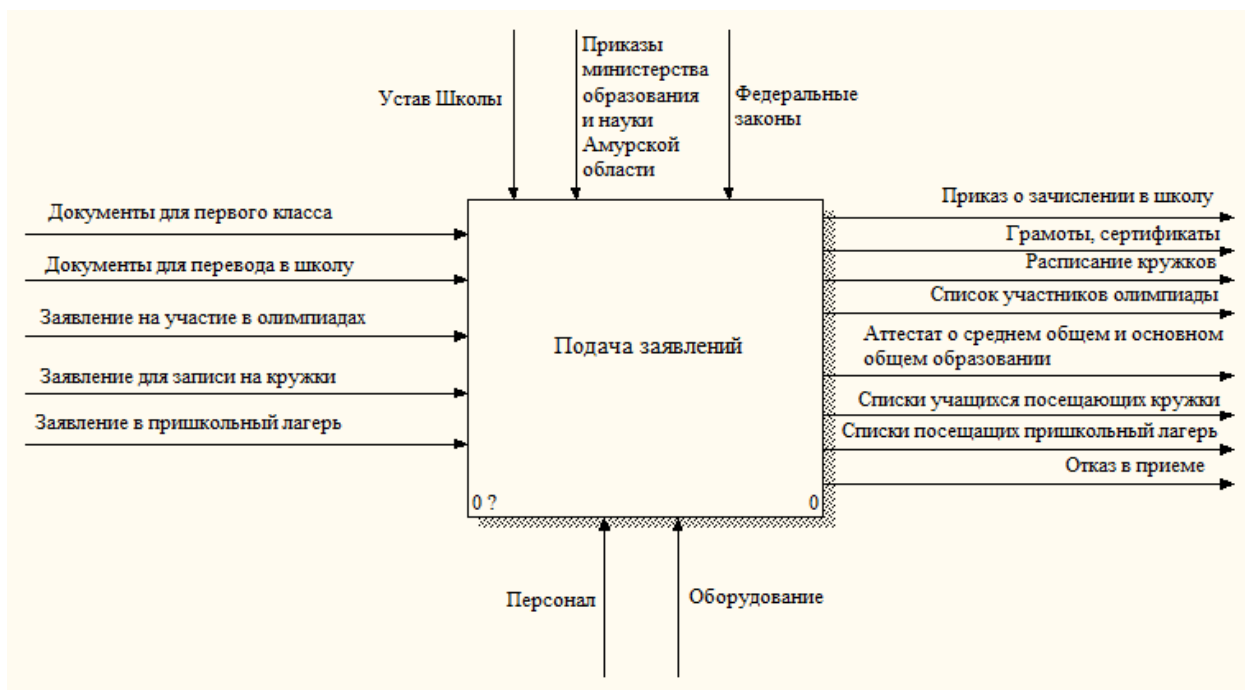 Приказы
министерства
образования
и науки
Амурской
области
Устав Школы
Федеральные
законы
Документы для первого класса
Документы для перевода в школу
Заявление на участие в олимпиадах
Заявление для записи на кружки
Заявление в пришкольный лагерь
Подача заявлений
0 ?
0
Приказ о зачислении в школу
Грамоты, сертификаты
Расписание кружков
Список участников олимпиады
Аттестат о среднем общем и основном
общем образовании
Списки учащихся посещающих кружки
Списки посещащих пришкольный лагерь
Отказ в приеме
Персонал
Оборудование